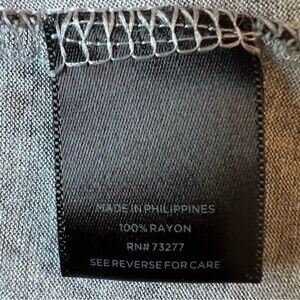 MADE IN PHILIPPINES
100% RAYON
RN# 73277
SEE REVERSE FOR CARE